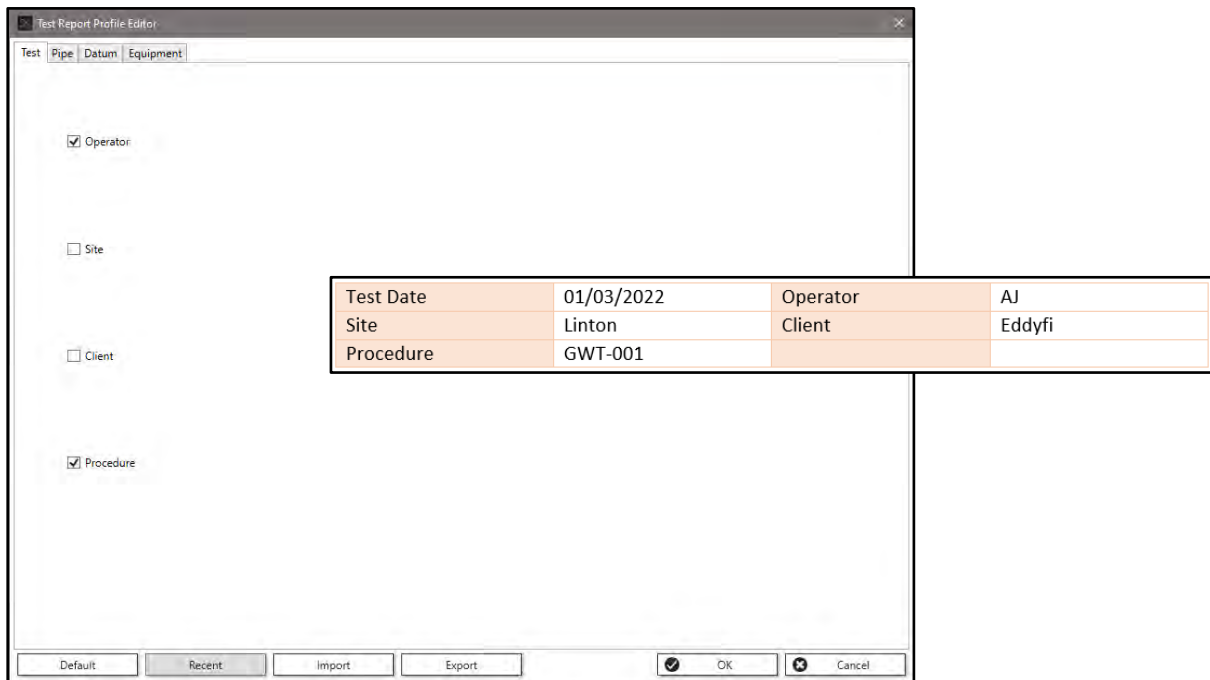 Test Report Profile Editor
Test Pipe Datum Equipment
Operator
Site
Test Date 01/03/2022 Operator AJ
Site Linton Client Eddyfi
Procedure GWT-001
Client
Procedure
Default Recent Import Export OK Cancel